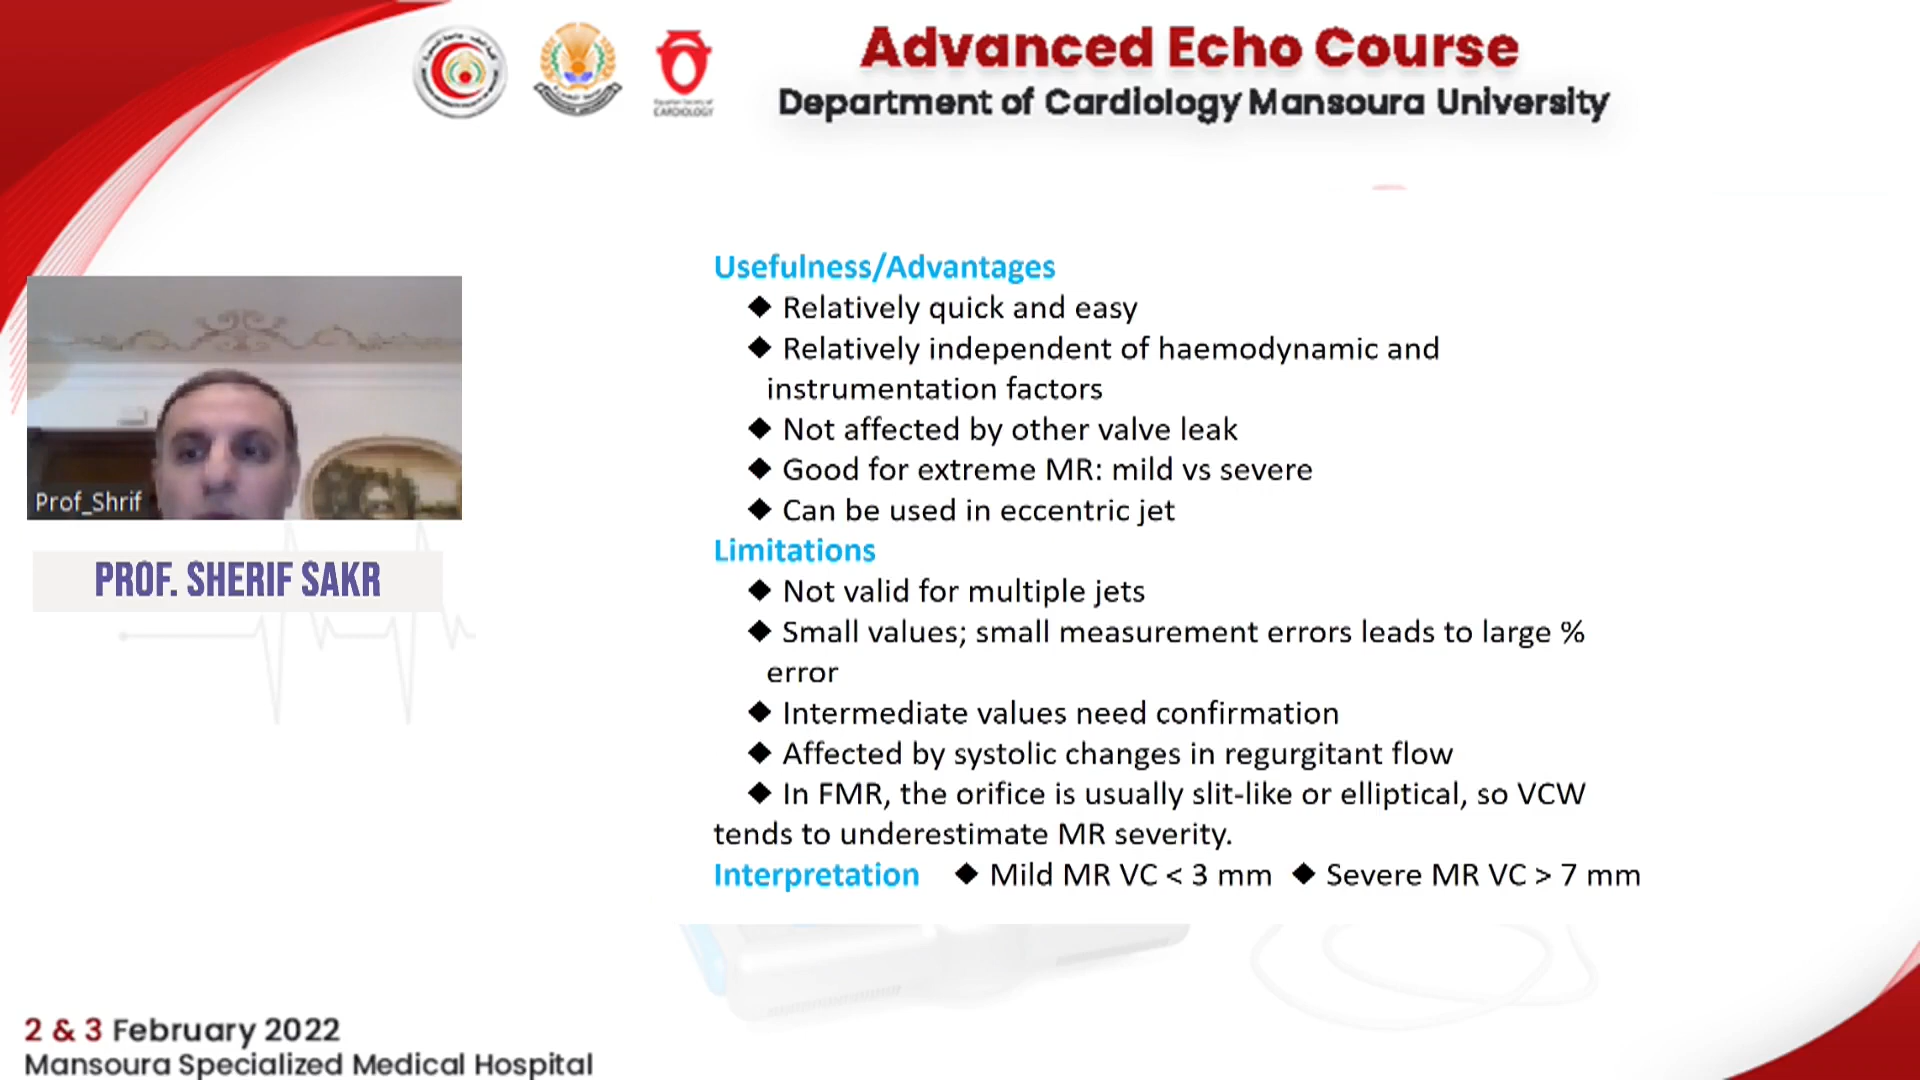 Advanced Echo Course
Department of Cardiology Mansoura University
Egyptian Society of
CARDIOLOGY
Usefulness/Advantages
◆ Relatively quick and easy
◆ Relatively independent of haemodynamic and
instrumentation factors
◆ Not affected by other valve leak
◆ Good for extreme MR: mild vs severe
◆ Can be used in eccentric jet
Limitations
◆ Not valid for multiple jets
◆ Small values; small measurement errors leads to large %
error
◆ Intermediate values need confirmation
◆ Affected by systolic changes in regurgitant flow
◆ In FMR, the orifice is usually slit-like or elliptical, so VCW
tends to underestimate MR severity.
Interpretation ◆ Mild MR VC < 3 mm ◆ Severe MR VC > 7 mm
Prof_Shrif
PROF. SHERIF SAKR
2 & 3 February 2022
Mansoura Specialized Medical Hospital